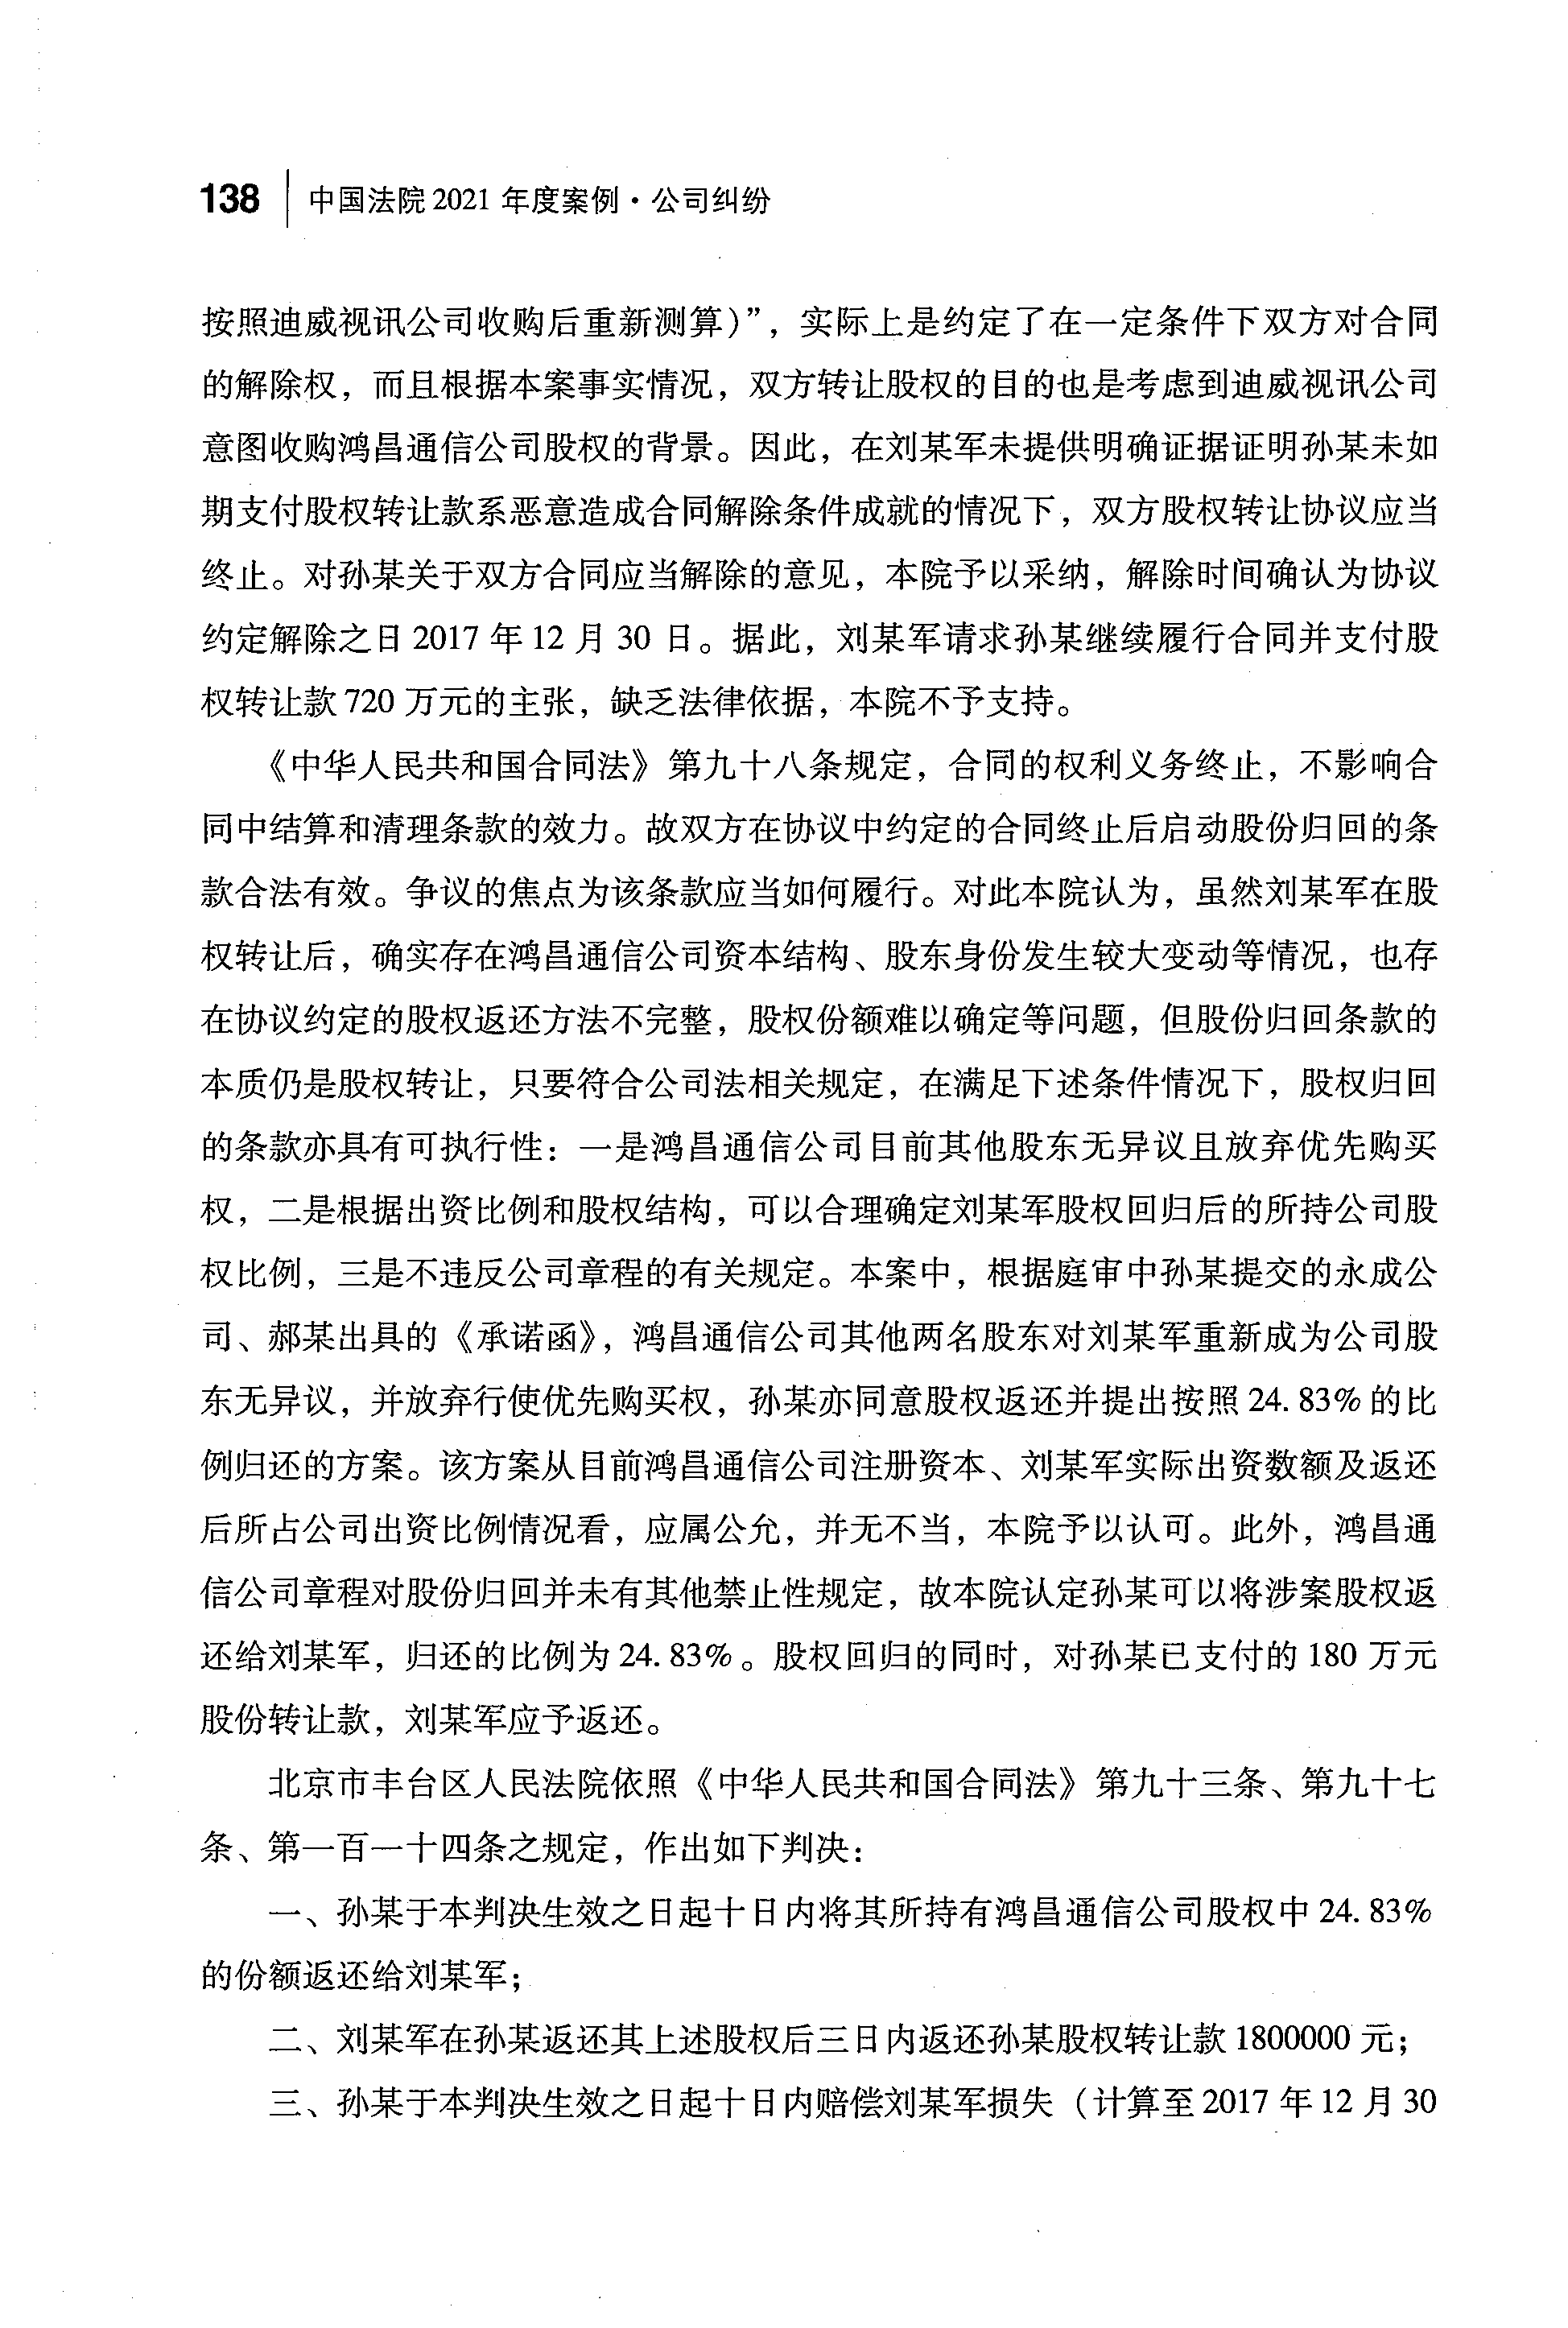 138 中国法院2021年度案例·公司纠纷
按照迪威视讯公司收购后重新测算）”，实际上是约定了在一定条件下双方对合同
的解除权，而且根据本案事实情况，双方转让股权的目的也是考虑到迪威视讯公司
意图收购鸿昌通信公司股权的背景。因此，在刘某军未提供明确证据证明孙某未如
期支付股权转让款系恶意造成合同解除条件成就的情况下，双方股权转让协议应当
终止。对孙某关于双方合同应当解除的意见，本院予以采纳，解除时间确认为协议
约定解除之日2017年12月30日。据此，刘某军请求孙某继续履行合同并支付股
权转让款720万元的主张，缺乏法律依据，本院不予支持。
《中华人民共和国合同法》第九十八条规定，合同的权利义务终止，不影响合
同中结算和清理条款的效力。故双方在协议中约定的合同终止后启动股份归回的条
款合法有效。争议的焦点为该条款应当如何履行。对此本院认为，虽然刘某军在股
权转让后，确实存在鸿昌通信公司资本结构、股东身份发生较大变动等情况，也存
在协议约定的股权返还方法不完整，股权份额难以确定等问题，但股份归回条款的
本质仍是股权转让，只要符合公司法相关规定，在满足下述条件情况下，股权归回
的条款亦具有可执行性：一是鸿昌通信公司目前其他股东无异议且放弃优先购买
权，二是根据出资比例和股权结构，可以合理确定刘某军股权回归后的所持公司股
权比例，三是不违反公司章程的有关规定。本案中，根据庭审中孙某提交的永成公
司、郝某出具的《承诺函》，鸿昌通信公司其他两名股东对刘某军重新成为公司股
东无异议，并放弃行使优先购买权，孙某亦同意股权返还并提出按照24.83%的比
例归还的方案。该方案从目前鸿昌通信公司注册资本、刘某军实际出资数额及返还
后所占公司出资比例情况看，应属公允，并无不当，本院予以认可。此外，鸿昌通
信公司章程对股份归回并未有其他禁止性规定，故本院认定孙某可以将涉案股权返
还给刘某军，归还的比例为24.83%。股权回归的同时，对孙某已支付的180万元
股份转让款，刘某军应予返还。
北京市丰台区人民法院依照《中华人民共和国合同法》第九十三条、第九十七
条、第一百一十四条之规定，作出如下判决：
一、孙某于本判决生效之日起十日内将其所持有鸿昌通信公司股权中24.83%
的份额返还给刘某军；
二、刘某军在孙某返还其上述股权后三日内返还孙某股权转让款1800000元；
三、孙某于本判决生效之日起十日内赔偿刘某军损失（计算至2017年12月30